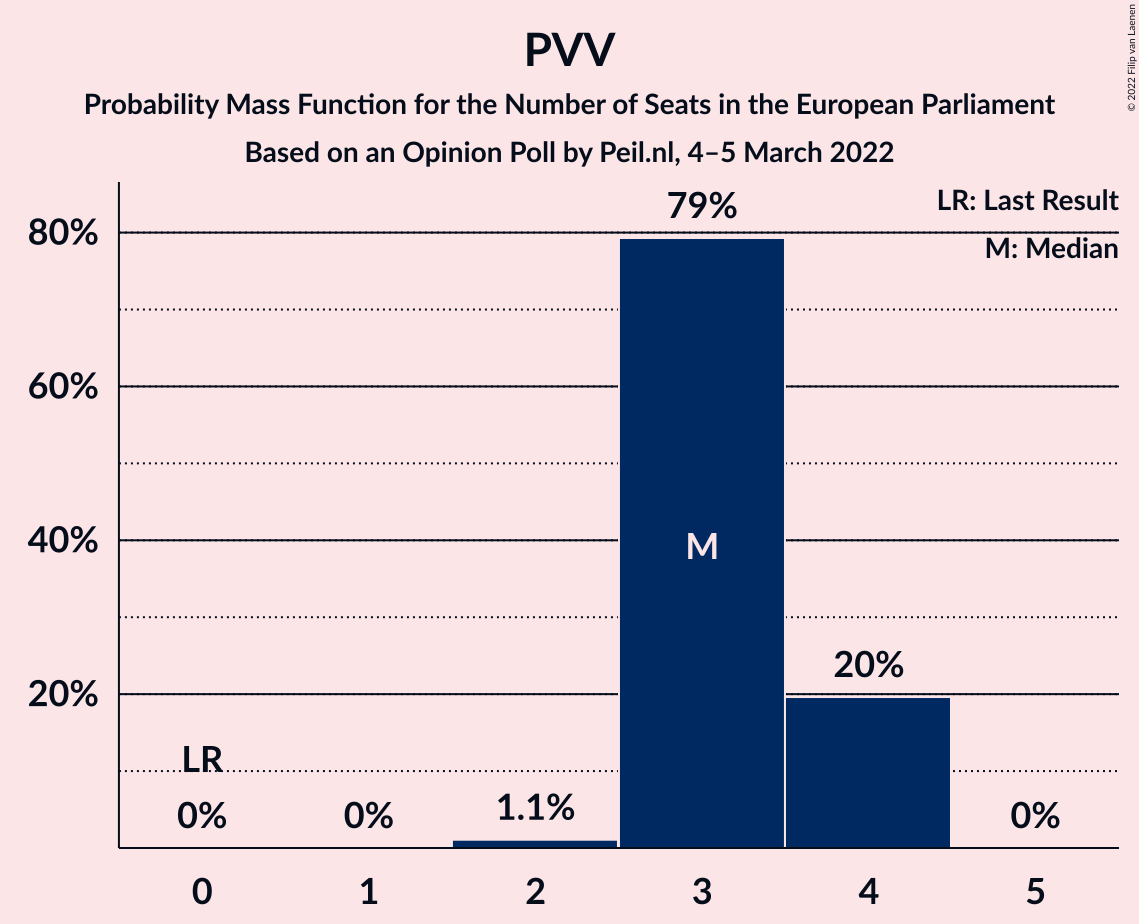 PVV
Probability Mass Function for the Number of Seats in the European Parliament
Based on an Opinion Poll by Peil.nl, 4–5 March 2022
© 2022 Filip van Laenen
LR: Last Result
M: Median
79%
80%
60%
40%
M
20%
20%
LR
0%
0%
1.1%
0%
0
1
2
3
4
5